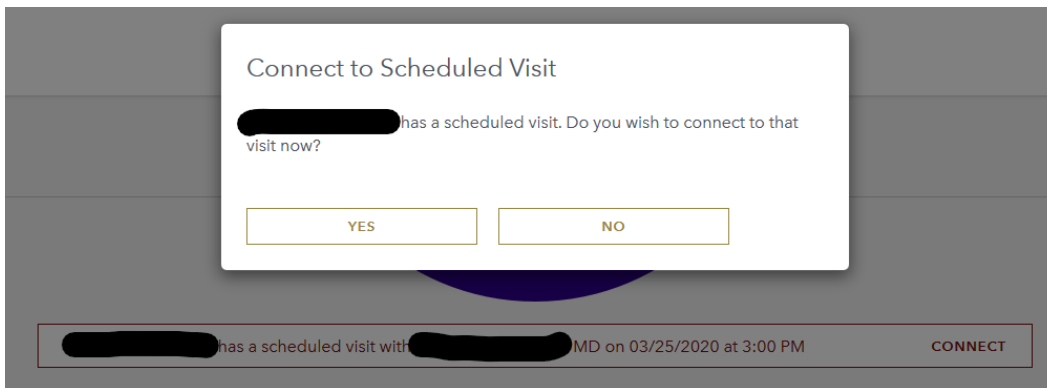 Connect to Scheduled Visit
has a scheduled visit. Do you wish to connect to that
visit now?
YES NO
has a scheduled visit with MD on 03/25/2020 at 3:00 PM CONNECT